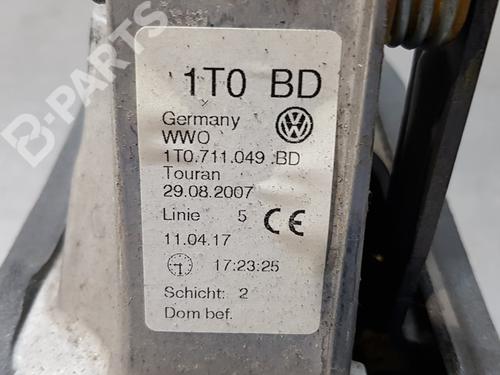 B-PARTS
1T0 BD
Germany
WWO
1T0.711.049 BD
Touran
29.08.2007
Linie 5 CE
11.04.17
17:23:25
Schicht: 2
Dom bef.